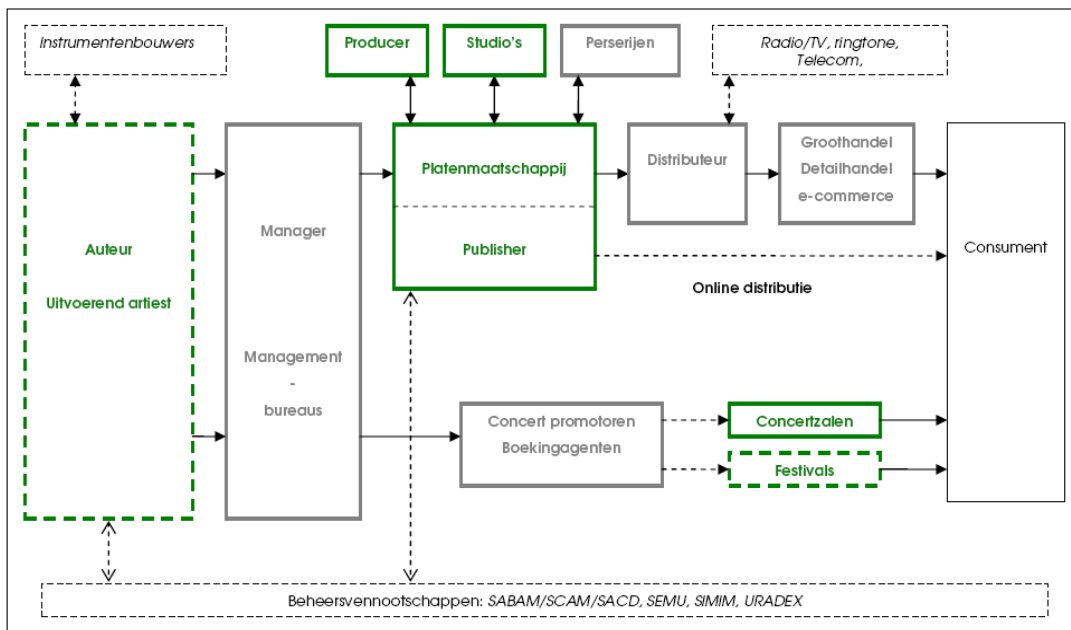 Instrumentenbouwers
Producer
Studio's
Perserijen
Radio/TV, ringtone,
Telecom,
Auteur
Uitvoerend artiest
Manager
Management
-
bureaus
Platenmaatschappij
Publisher
Distributeur
Groothandel
Detailhandel
e-commerce
Consument
Online distributie
Concert promotoren
Boekingagenten
Concertzalen
Festivals
Beheersvennootschappen: SABAM/SCAM/SACD, SEMU, SIMIM, URADEX